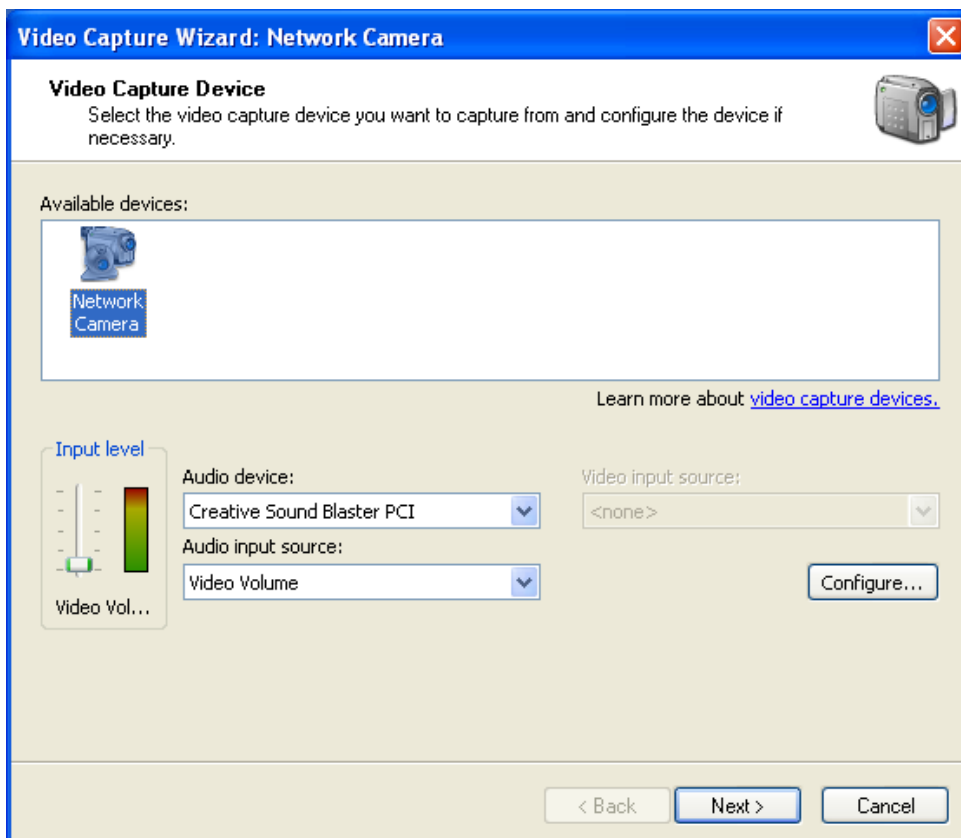 Video Capture Wizard: Network Camera
Video Capture Device
Select the video capture device you want to capture from and configure the device if
necessary.
Available devices:
Network
Camera
Learn more about video capture devices.
Input level
Audio device:
Video input source:
Creative Sound Blaster PCI
<none>
Audio input source:
Video Volume
Configure...
Video Vol...
< Back
Next >
Cancel